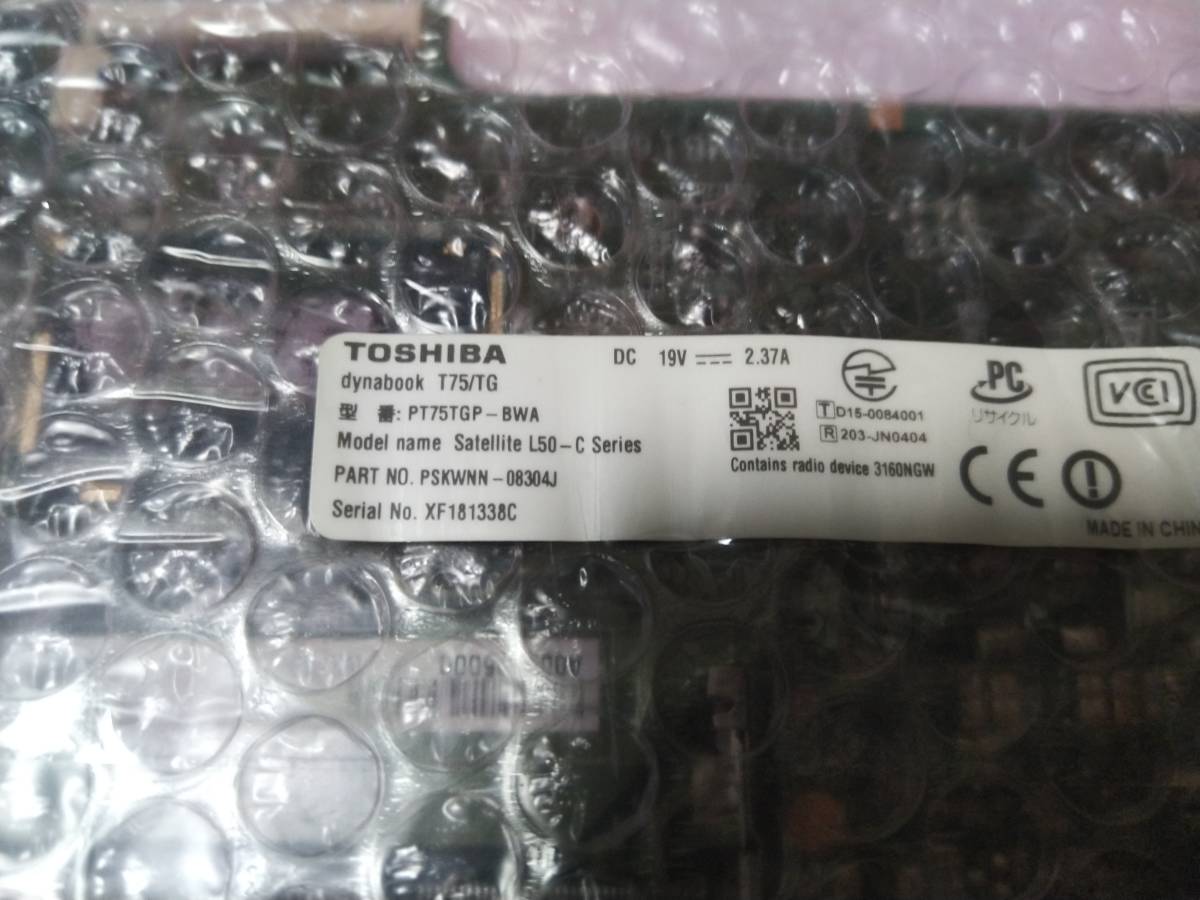 TOSHIBA
DC 19V ⎓ 2.37A
dynabook T75/TG
型 番: PT75TGP-BWA
Model name Satellite L50-C Series
PART NO. PSKWNN-08304J
Serial No. XF181338C
T D15-0084001
R 203-JN0404
Contains radio device 3160NGW
PC
リサイクル
VCCI
CE
MADE IN CHIN